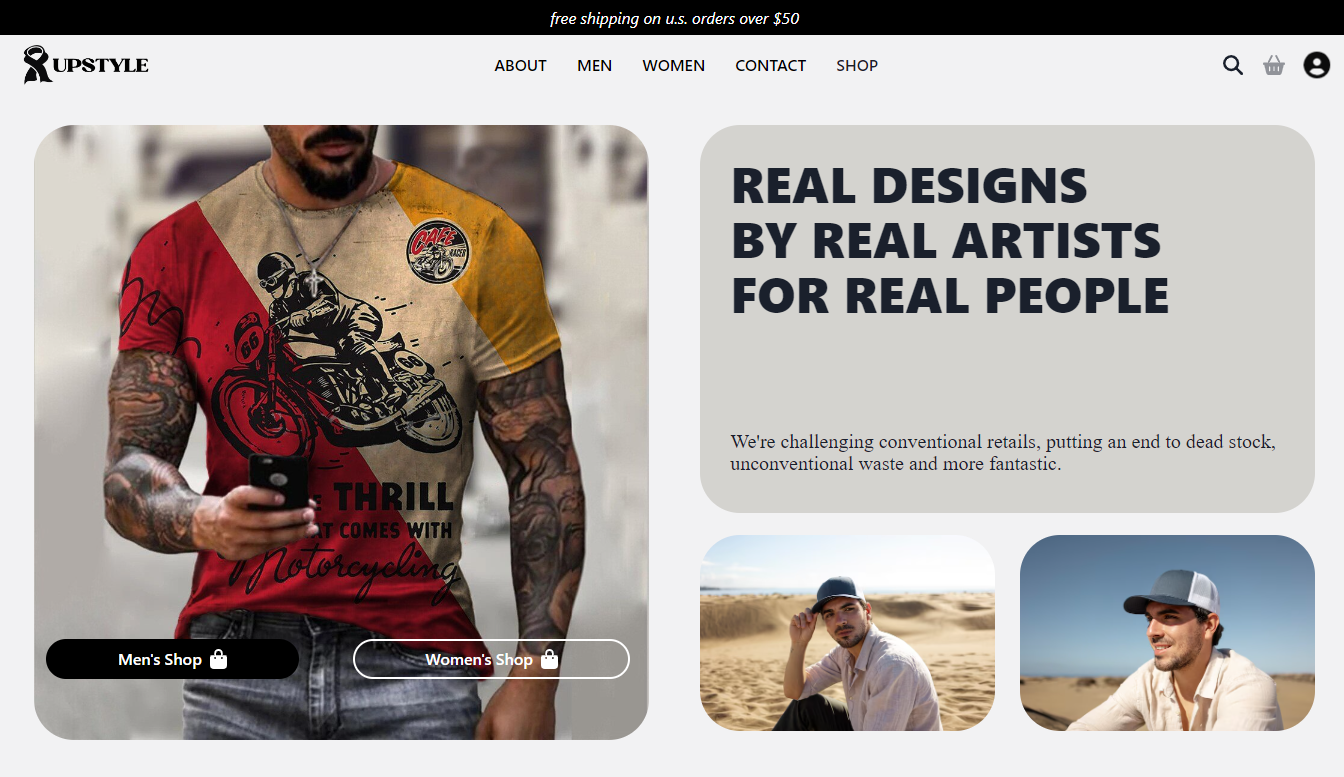 free shipping on u.s. orders over $50
UPSTYLE
ABOUT MEN WOMEN CONTACT SHOP
REAL DESIGNS
BY REAL ARTISTS
FOR REAL PEOPLE
We're challenging conventional retails, putting an end to dead stock,
unconventional waste and more fantastic.
CAFE
RACER
66
66
THRILL
COMES WITH
Motorcycling
Men's Shop
Women's Shop